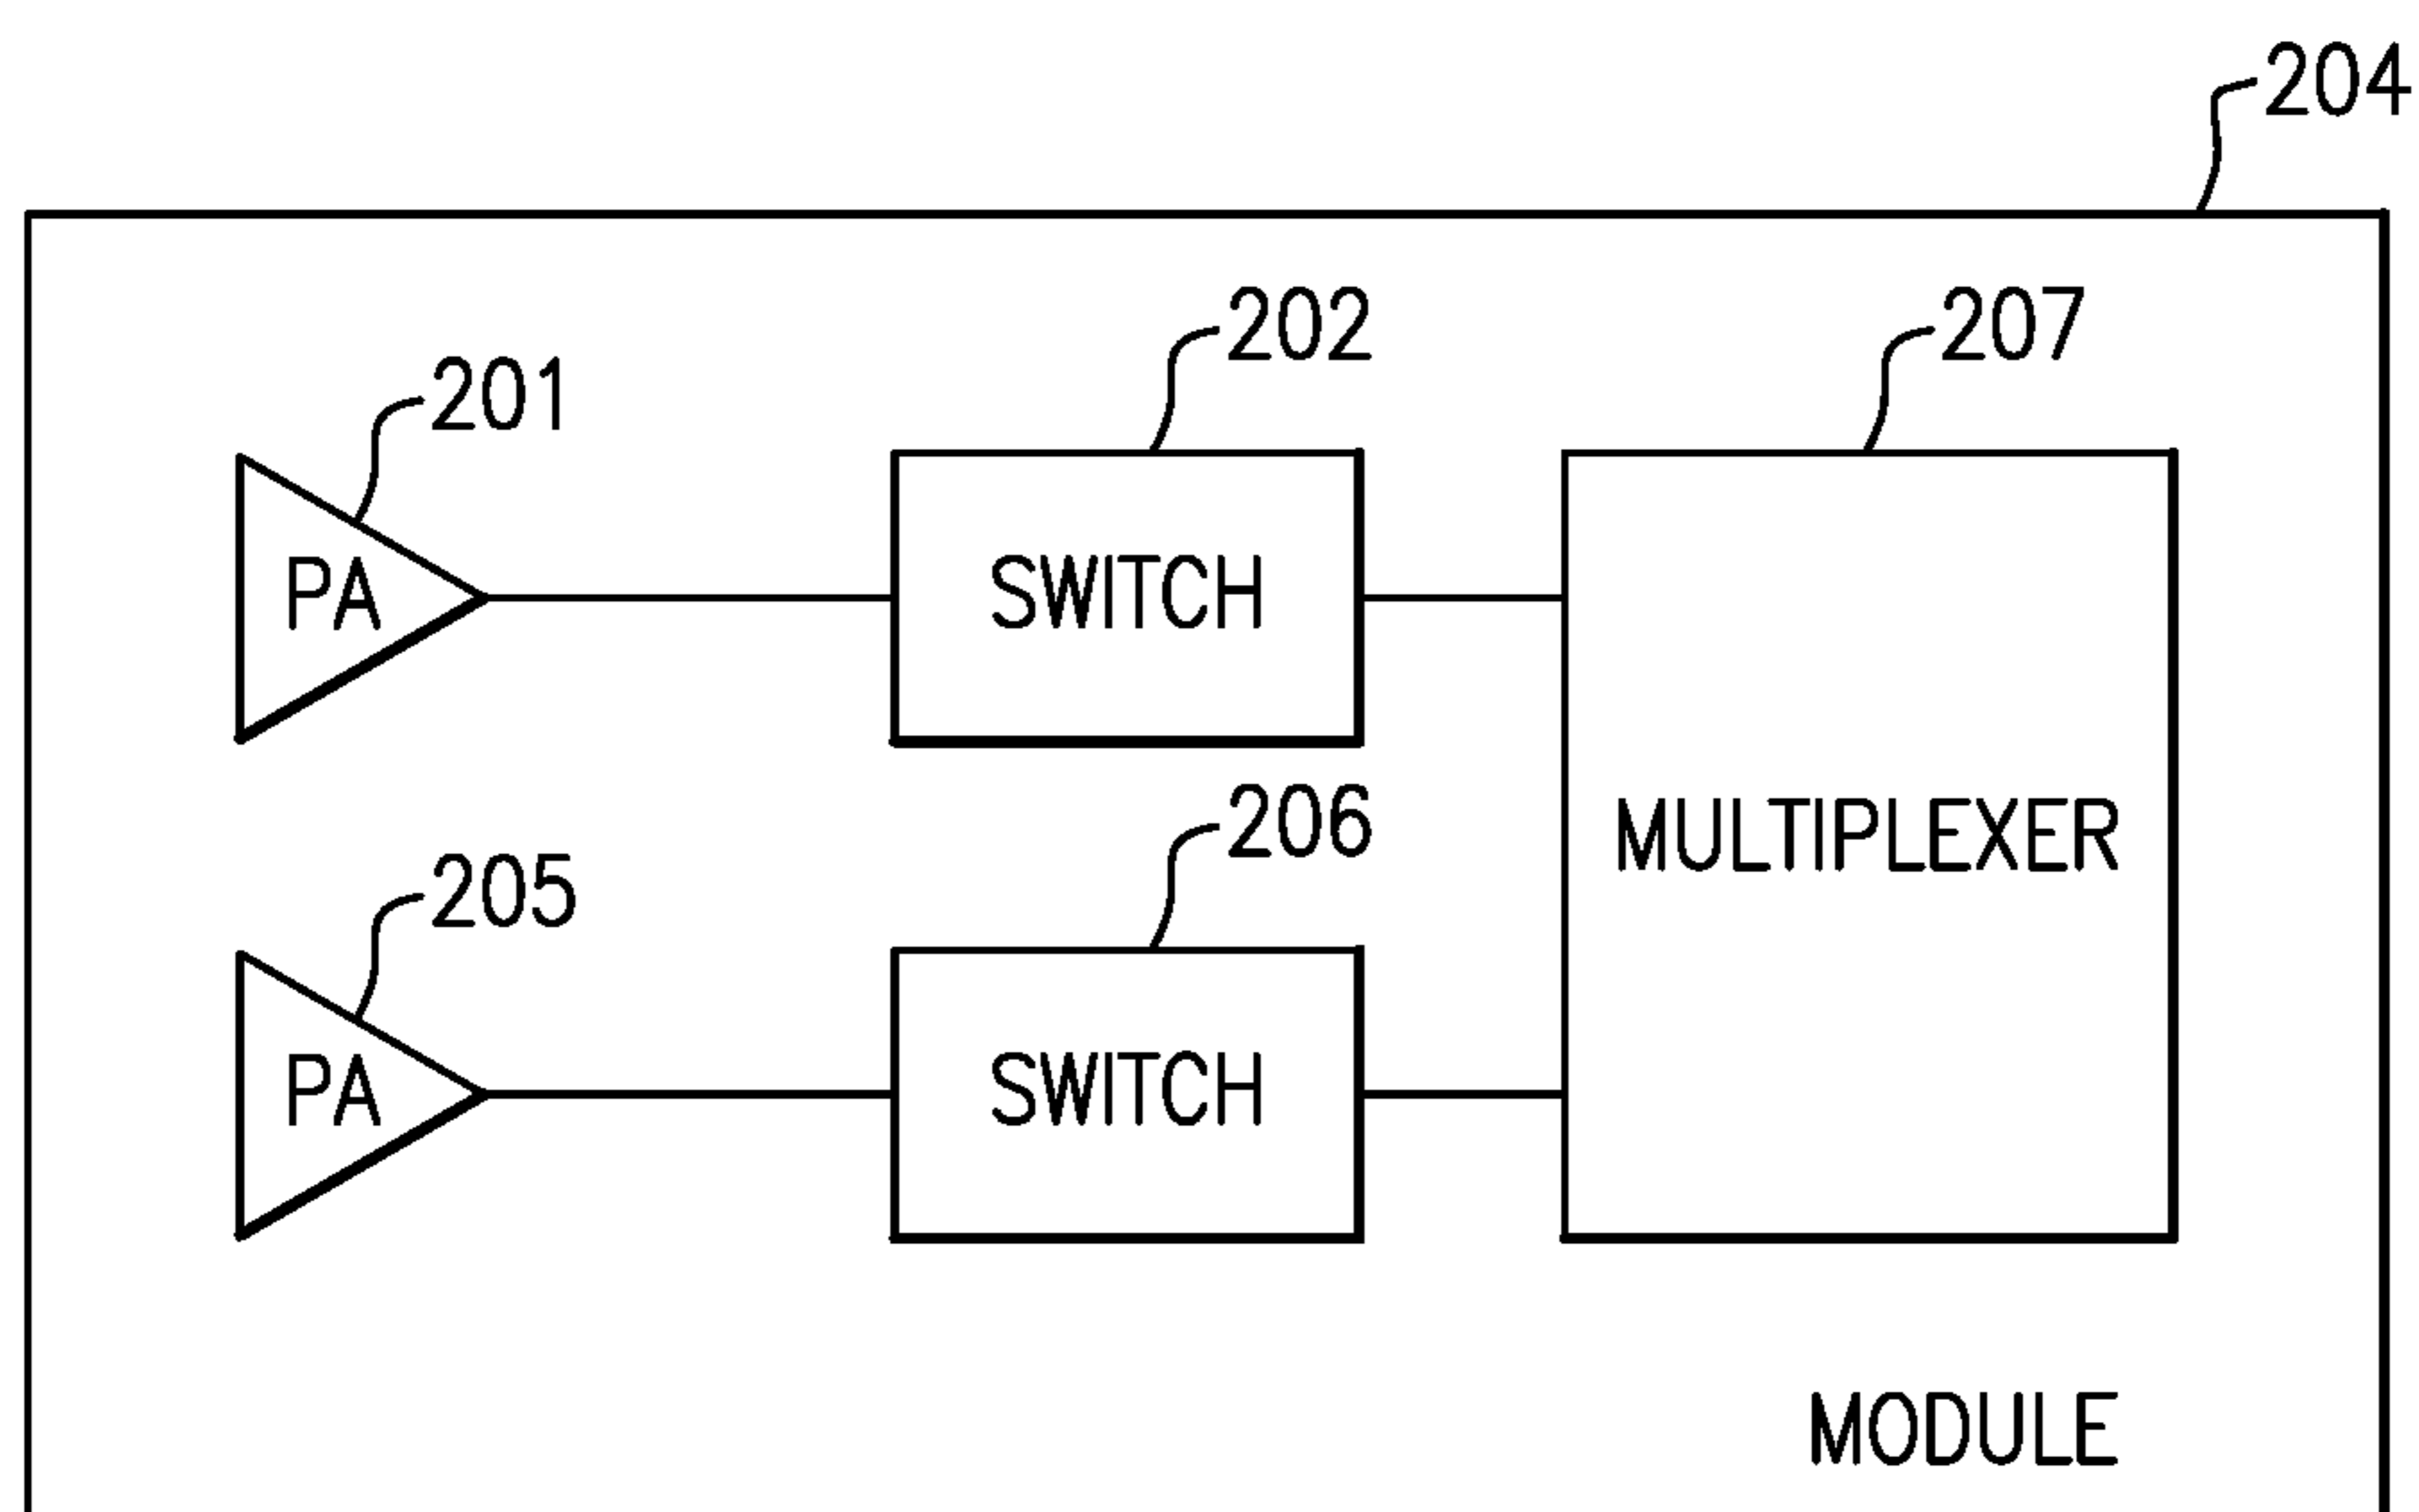 204
202
207
201
PA
SWITCH
MULTIPLEXER
206
205
PA
SWITCH
MODULE